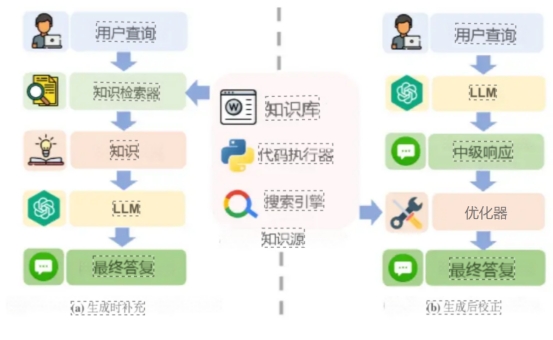 用户查询
知识检索器
知识
LLM
最终答复
(a) 生成时补充
W
知识库
代码执行器
搜索引擎
知识源
用户查询
LLM
中级响应
优化器
最终答复
(b) 生成后校正